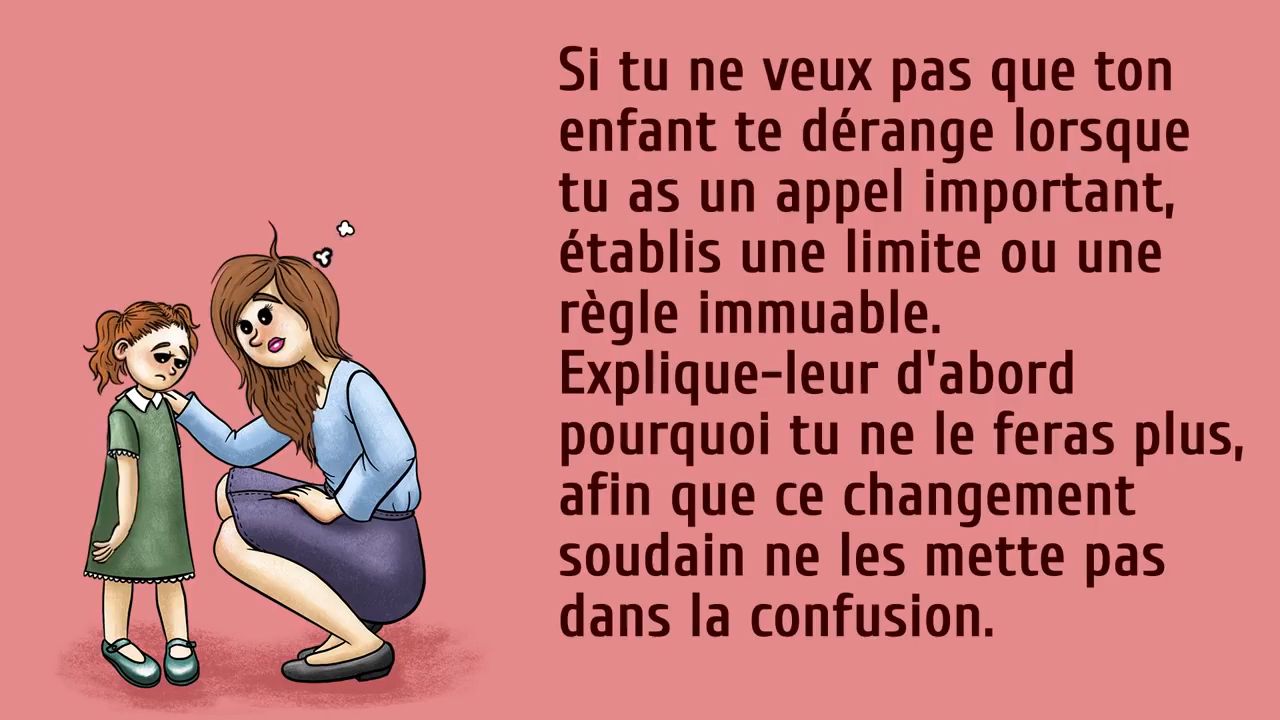 Si tu ne veux pas que ton
enfant te dérange lorsque
tu as un appel important,
établis une limite ou une
règle immuable.
Explique-leur d'abord
pourquoi tu ne le feras plus,
afin que ce changement
soudain ne les mette pas
dans la confusion.